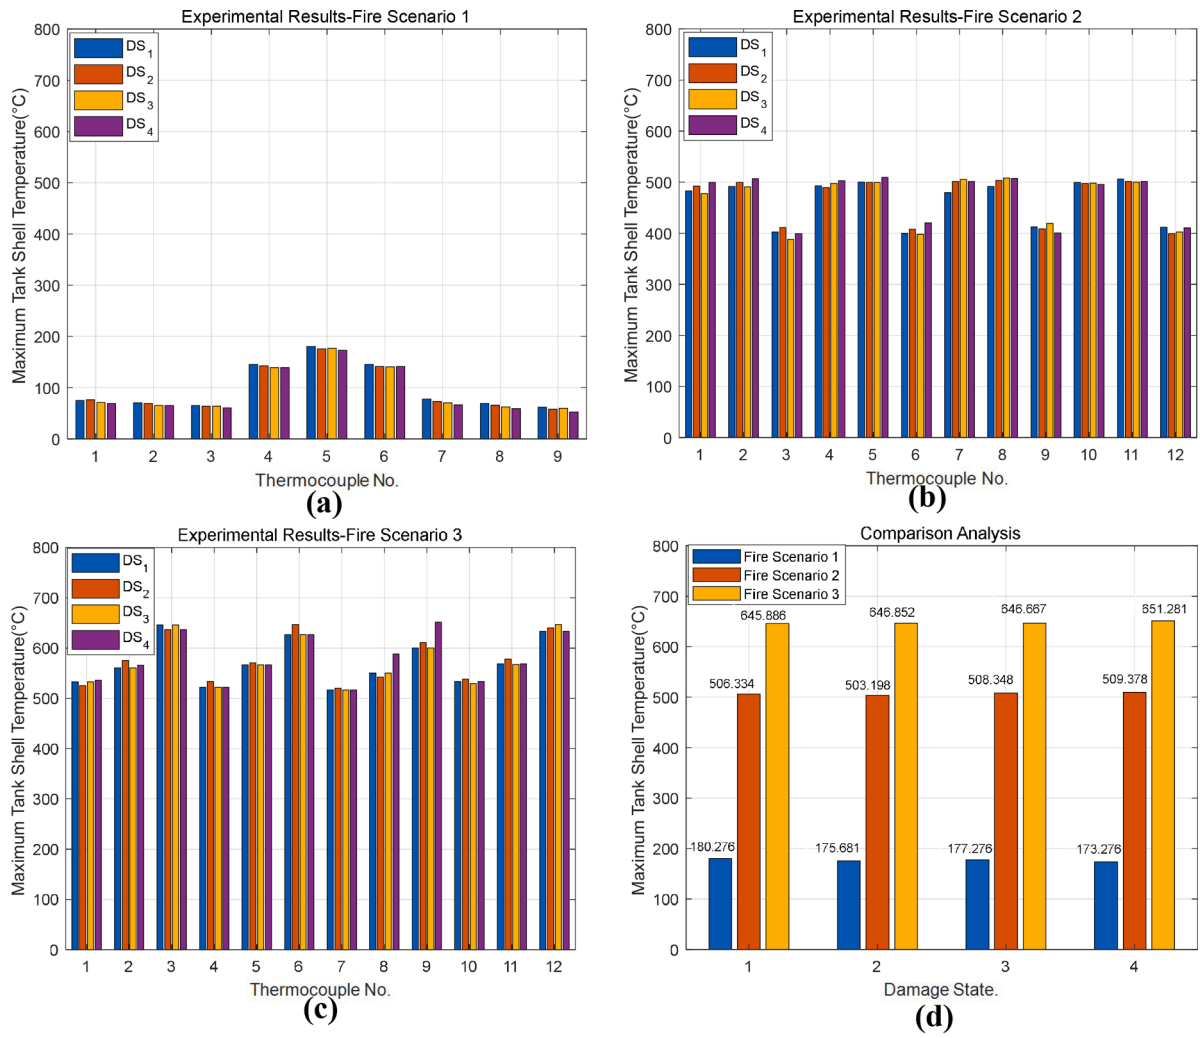 Experimental Results-Fire Scenario 1
Maximum Tank Shell Temperature(°C)
800
700
600
500
400
300
200
100
0
DS1
DS2
DS3
DS4
1 2 3 4 5 6 7 8 9
Thermocouple No.
(a)
Experimental Results-Fire Scenario 2
Maximum Tank Shell Temperature(°C)
800
700
600
500
400
300
200
100
0
DS1
DS2
DS3
DS4
1 2 3 4 5 6 7 8 9 10 11 12
Thermocouple No.
(b)
Experimental Results-Fire Scenario 3
Maximum Tank Shell Temperature(°C)
800
700
600
500
400
300
200
100
0
DS1
DS2
DS3
DS4
1 2 3 4 5 6 7 8 9 10 11 12
Thermocouple No.
(c)
Comparison Analysis
Maximum Tank Shell Temperature(°C)
800
700
600
500
400
300
200
100
0
Fire Scenario 1
Fire Scenario 2
Fire Scenario 3
645.886 646.852 646.667 651.281
506.334 503.198 508.348 509.378
180.276 175.681 177.276 173.276
1 2 3 4
Damage State.
(d)